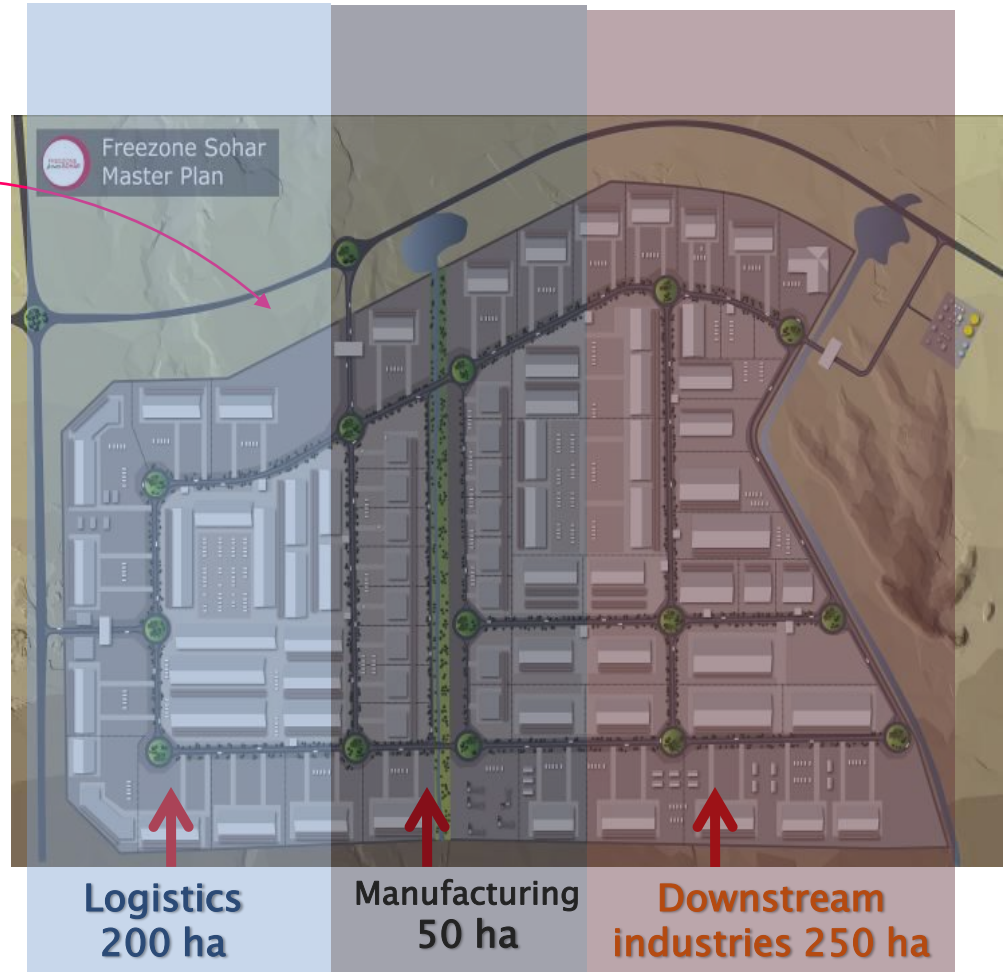 Freezone Sohar
Master Plan
Logistics
200 ha
Manufacturing
50 ha
Downstream
industries 250 ha